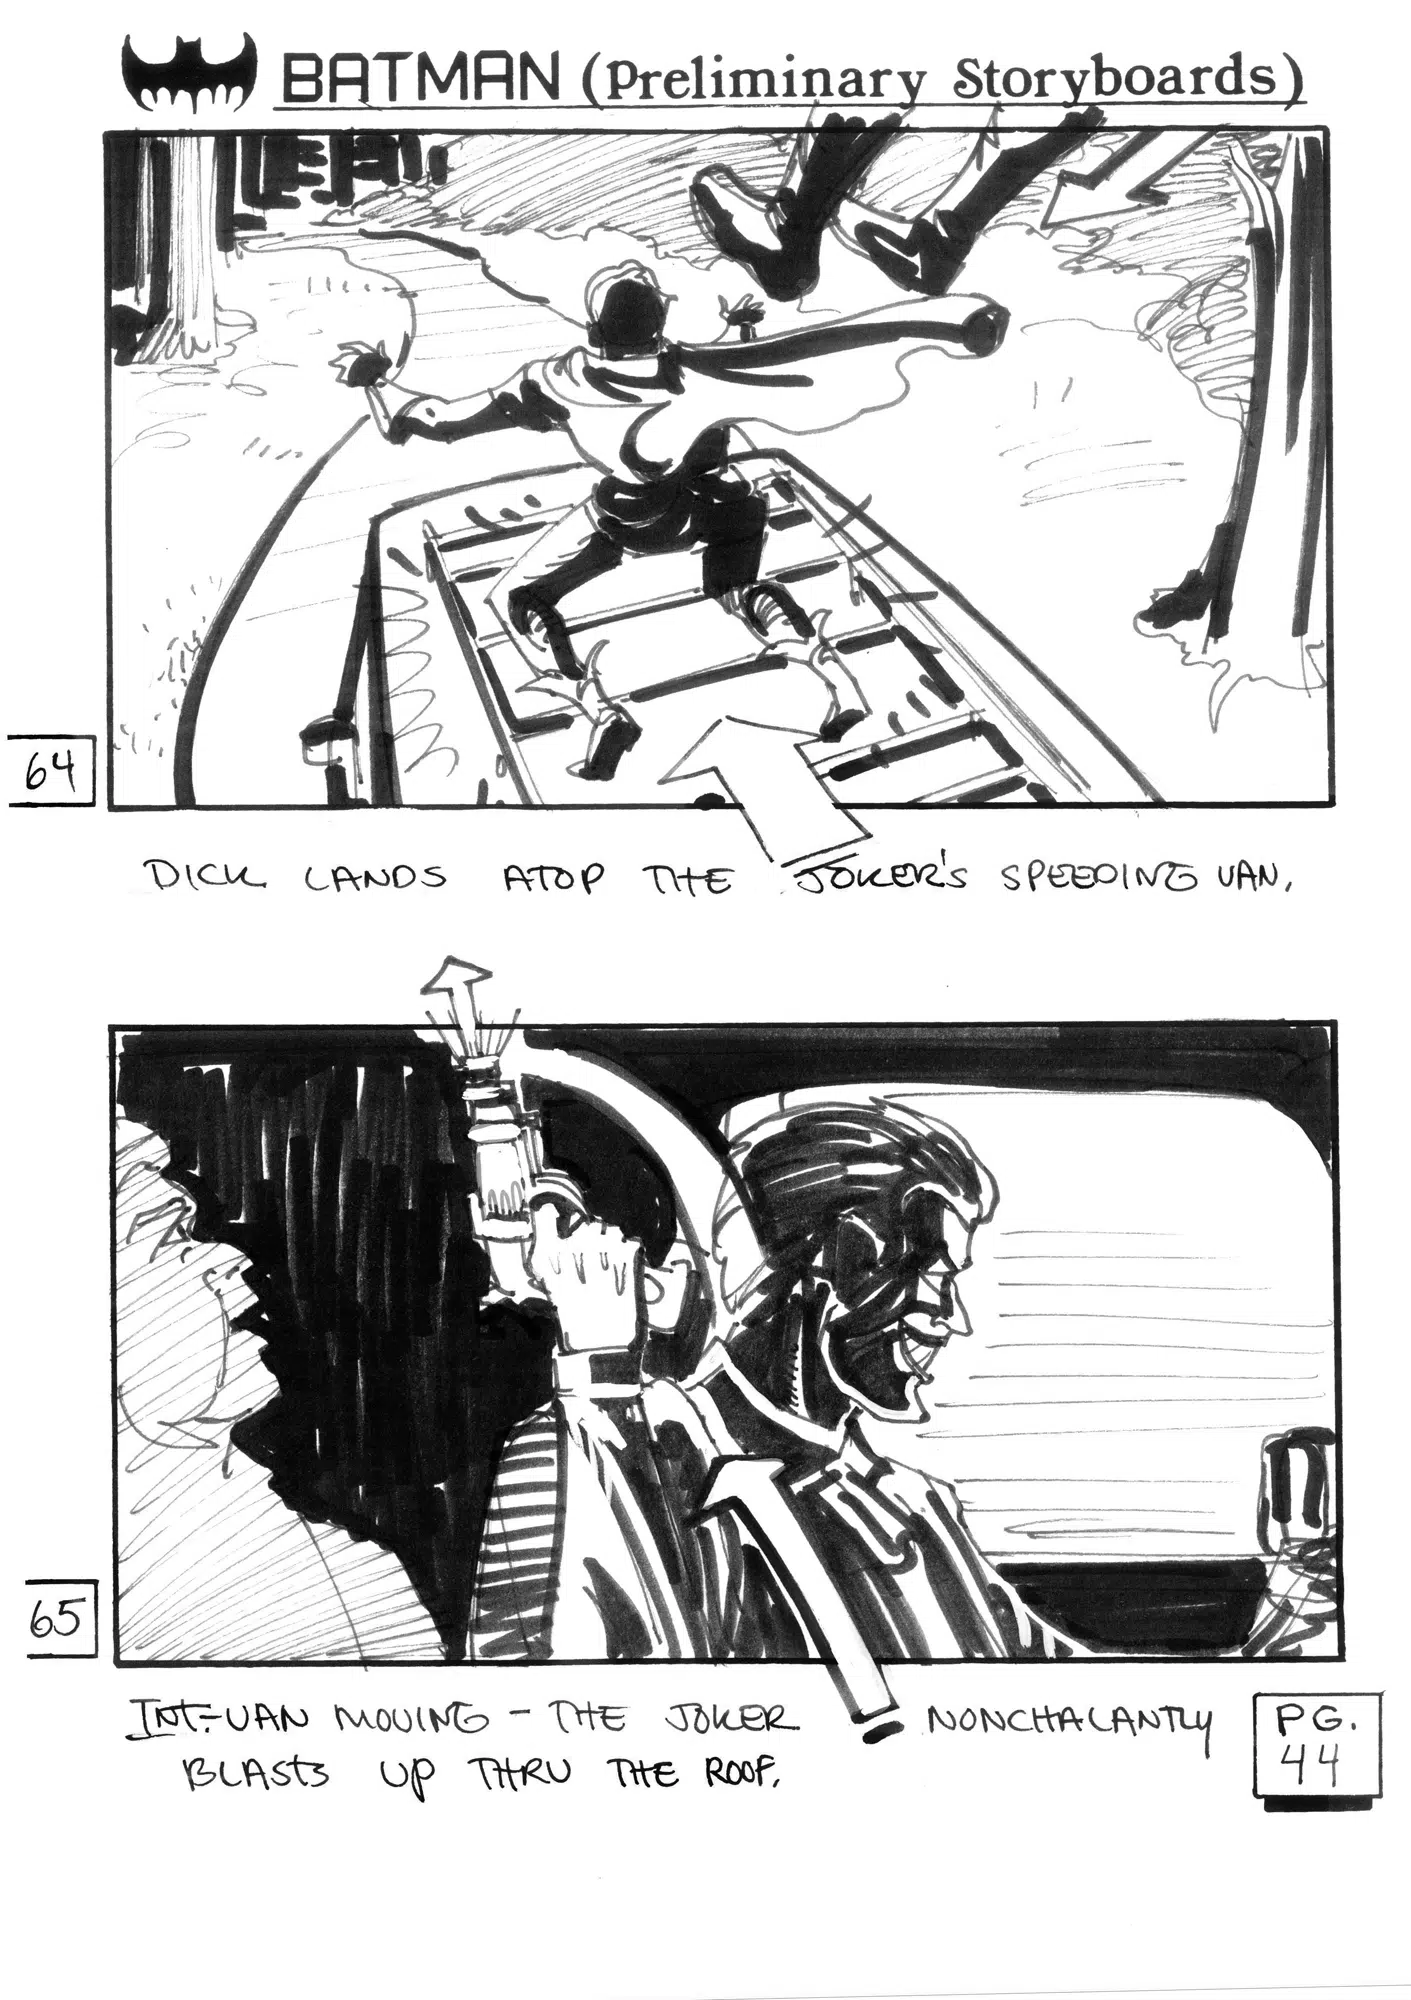 BATMAN (Preliminary Storyboards)
64
DICK LANDS ATOP THE JOKER'S SPEEDING VAN.
65
INT.-VAN MOVING - THE JOKER NONCHALANTLY
BLASTS UP THRU THE ROOF.
PG.
44